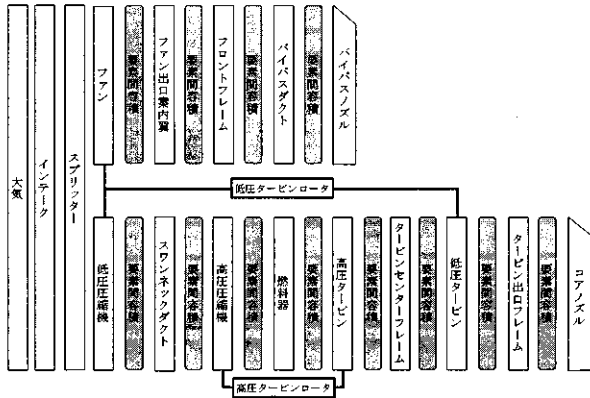 大気
インテーク
スプリッター
ファン
要素間容積
ファン出口案内翼
要素間容積
フロントフレーム
要素間容積
バイパスダクト
要素間容積
バイパスノズル
低圧タービンロータ
低圧圧縮機
要素間容積
スワンネックダクト
要素間容積
高圧圧縮機
要素間容積
燃料器
要素間容積
高圧タービン
要素間容積
タービンセンターフレーム
要素間容積
低圧タービン
要素間容積
タービン出口フレーム
要素間容積
コアノズル
高圧タービンロータ